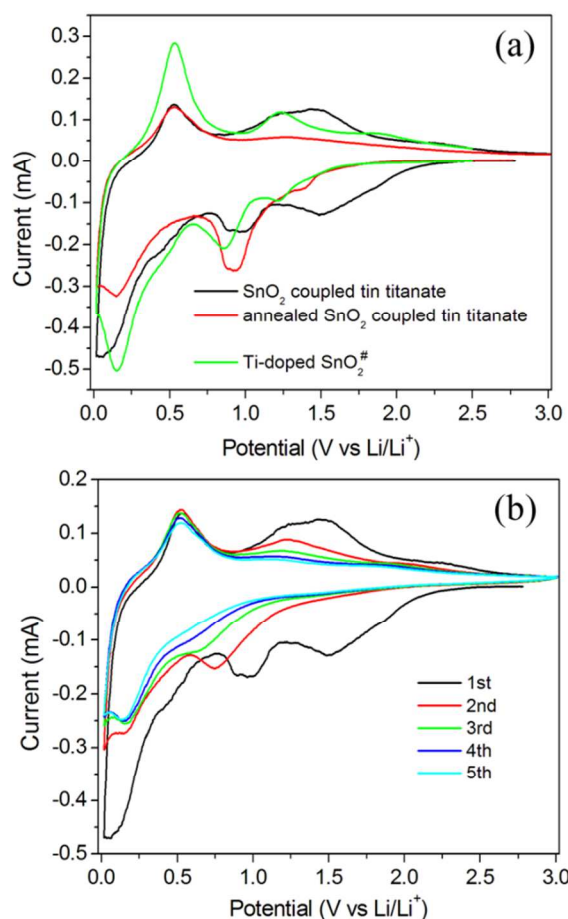 (a)
0.3
0.2
0.1
0.0
-0.1
-0.2
-0.3
-0.4
-0.5
Current (mA)
SnO₂ coupled tin titanate
annealed SnO₂ coupled tin titanate
Ti-doped SnO₂#
0.0 0.5 1.0 1.5 2.0 2.5 3.0
Potential (V vs Li/Li⁺)
(b)
0.2
0.1
0.0
-0.1
-0.2
-0.3
-0.4
-0.5
Current (mA)
1st
2nd
3rd
4th
5th
0.0 0.5 1.0 1.5 2.0 2.5 3.0
Potential (V vs Li/Li⁺)